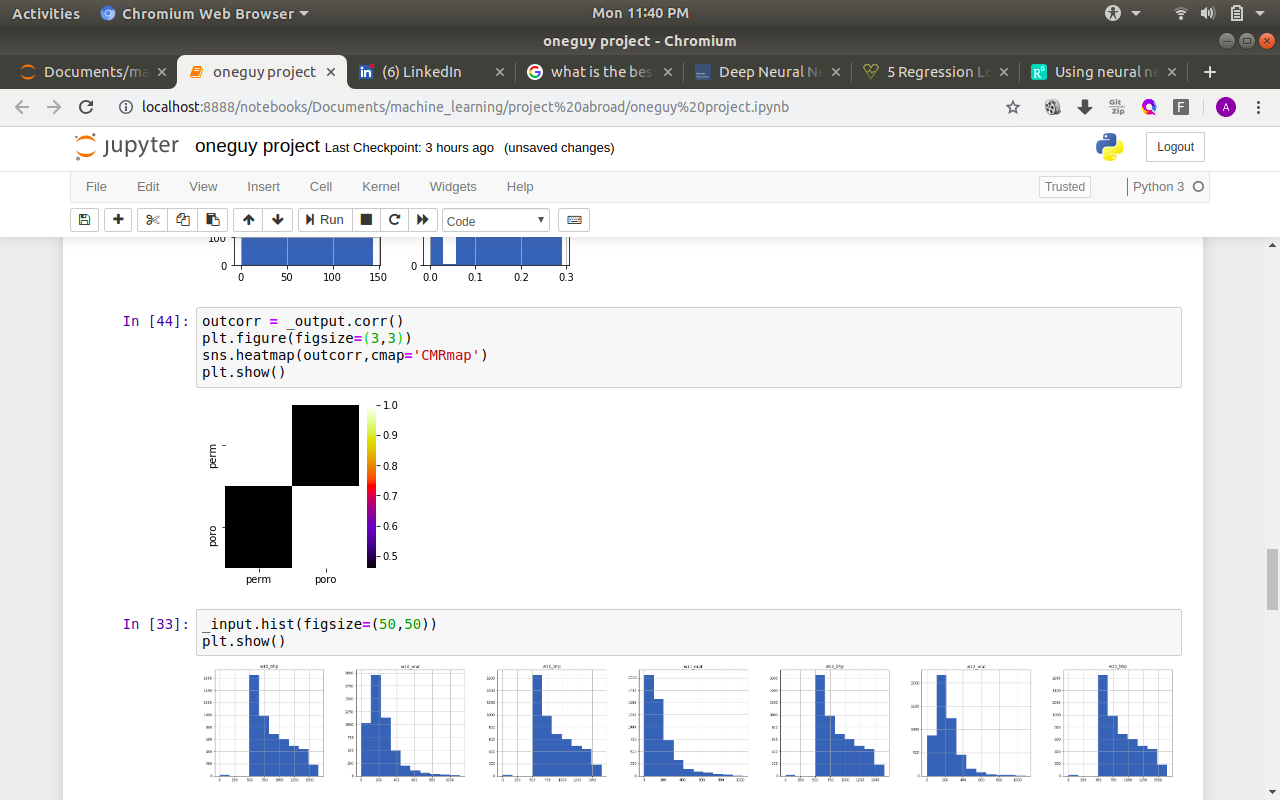 Activities Chromium Web Browser Mon 11:40 PM
oneguy project - Chromium
Documents/ma oneguy project (6) LinkedIn what is the bes Deep Neural Ne 5 Regression Lo Using neural ne
localhost:8888/notebooks/Documents/machine_learning/project%20abroad/oneguy%20project.ipynb Git Zip F A
jupyter oneguy project Last Checkpoint: 3 hours ago (unsaved changes) Logout
File Edit View Insert Cell Kernel Widgets Help Trusted Python 3
Run Code
100
0 0
0 50 100 150 0.0 0.1 0.2 0.3
In [44]: outcorr = _output.corr()
plt.figure(figsize=(3,3))
sns.heatmap(outcorr,cmap='CMRmap')
plt.show()
1.0
0.9
perm
0.8
0.7
0.6
poro
0.5
perm poro
In [33]: _input.hist(figsize=(50,50))
plt.show()